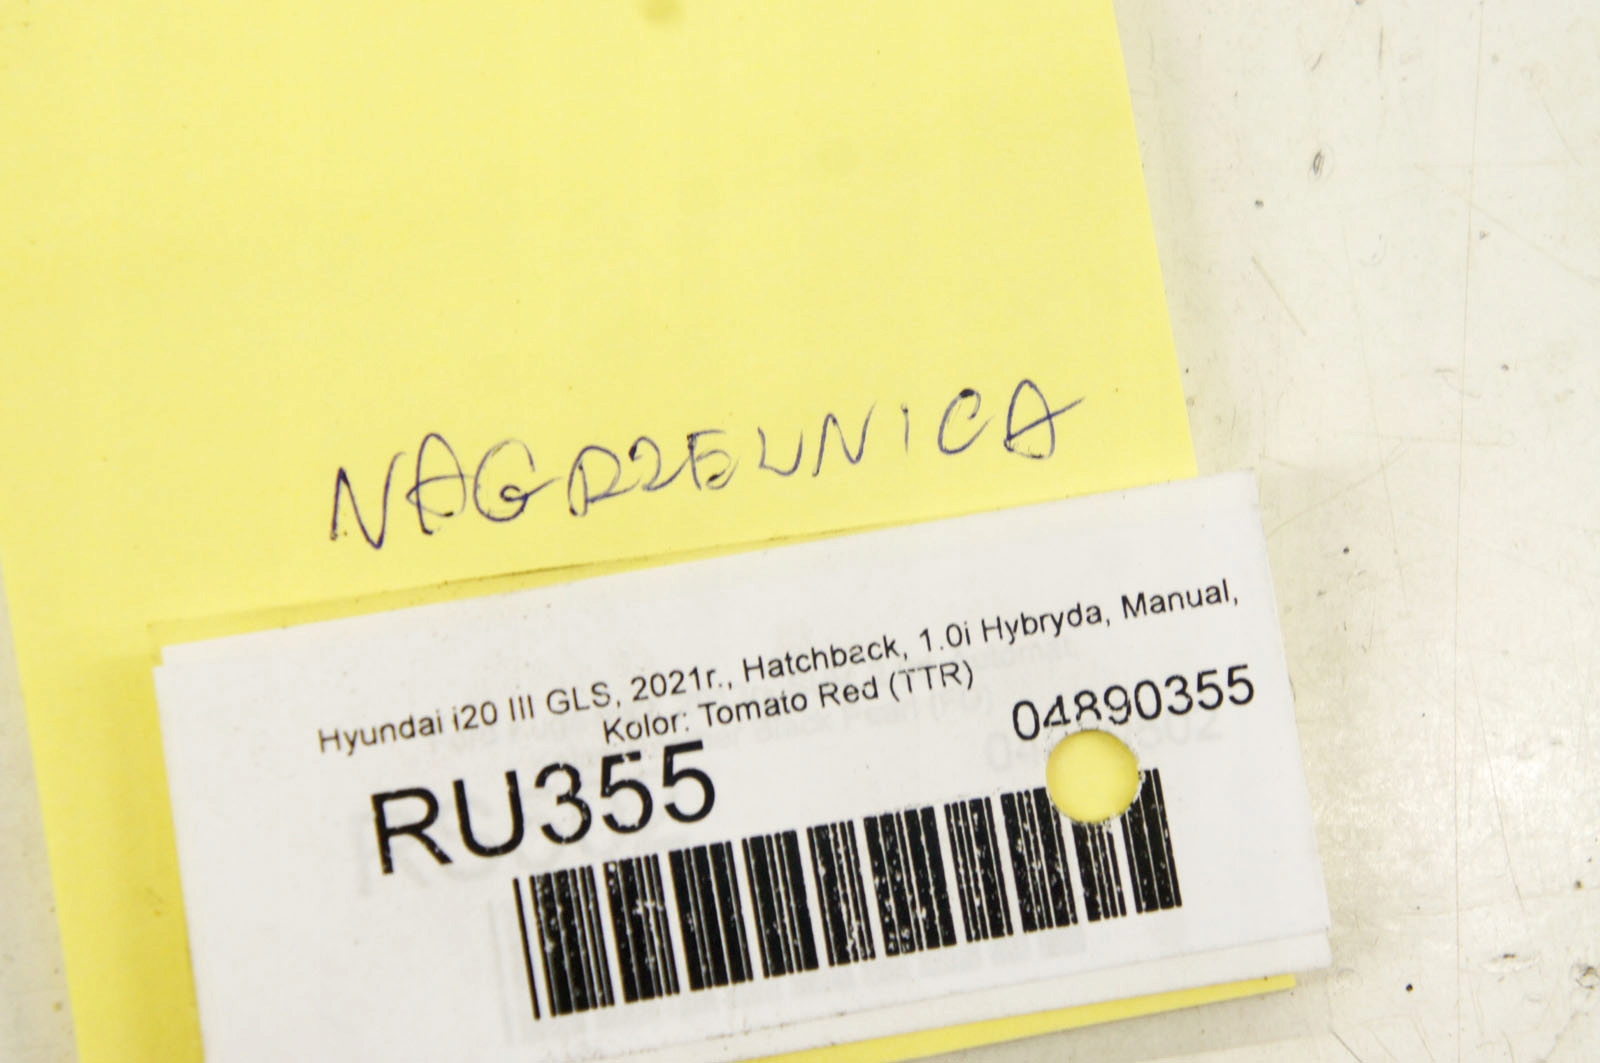 NAGRZEWNICA
Hyundai i20 III GLS, 2021r., Hatchback, 1.0i Hybryda, Manual,
Kolor: Tomato Red (TTR)
04890355
RU355